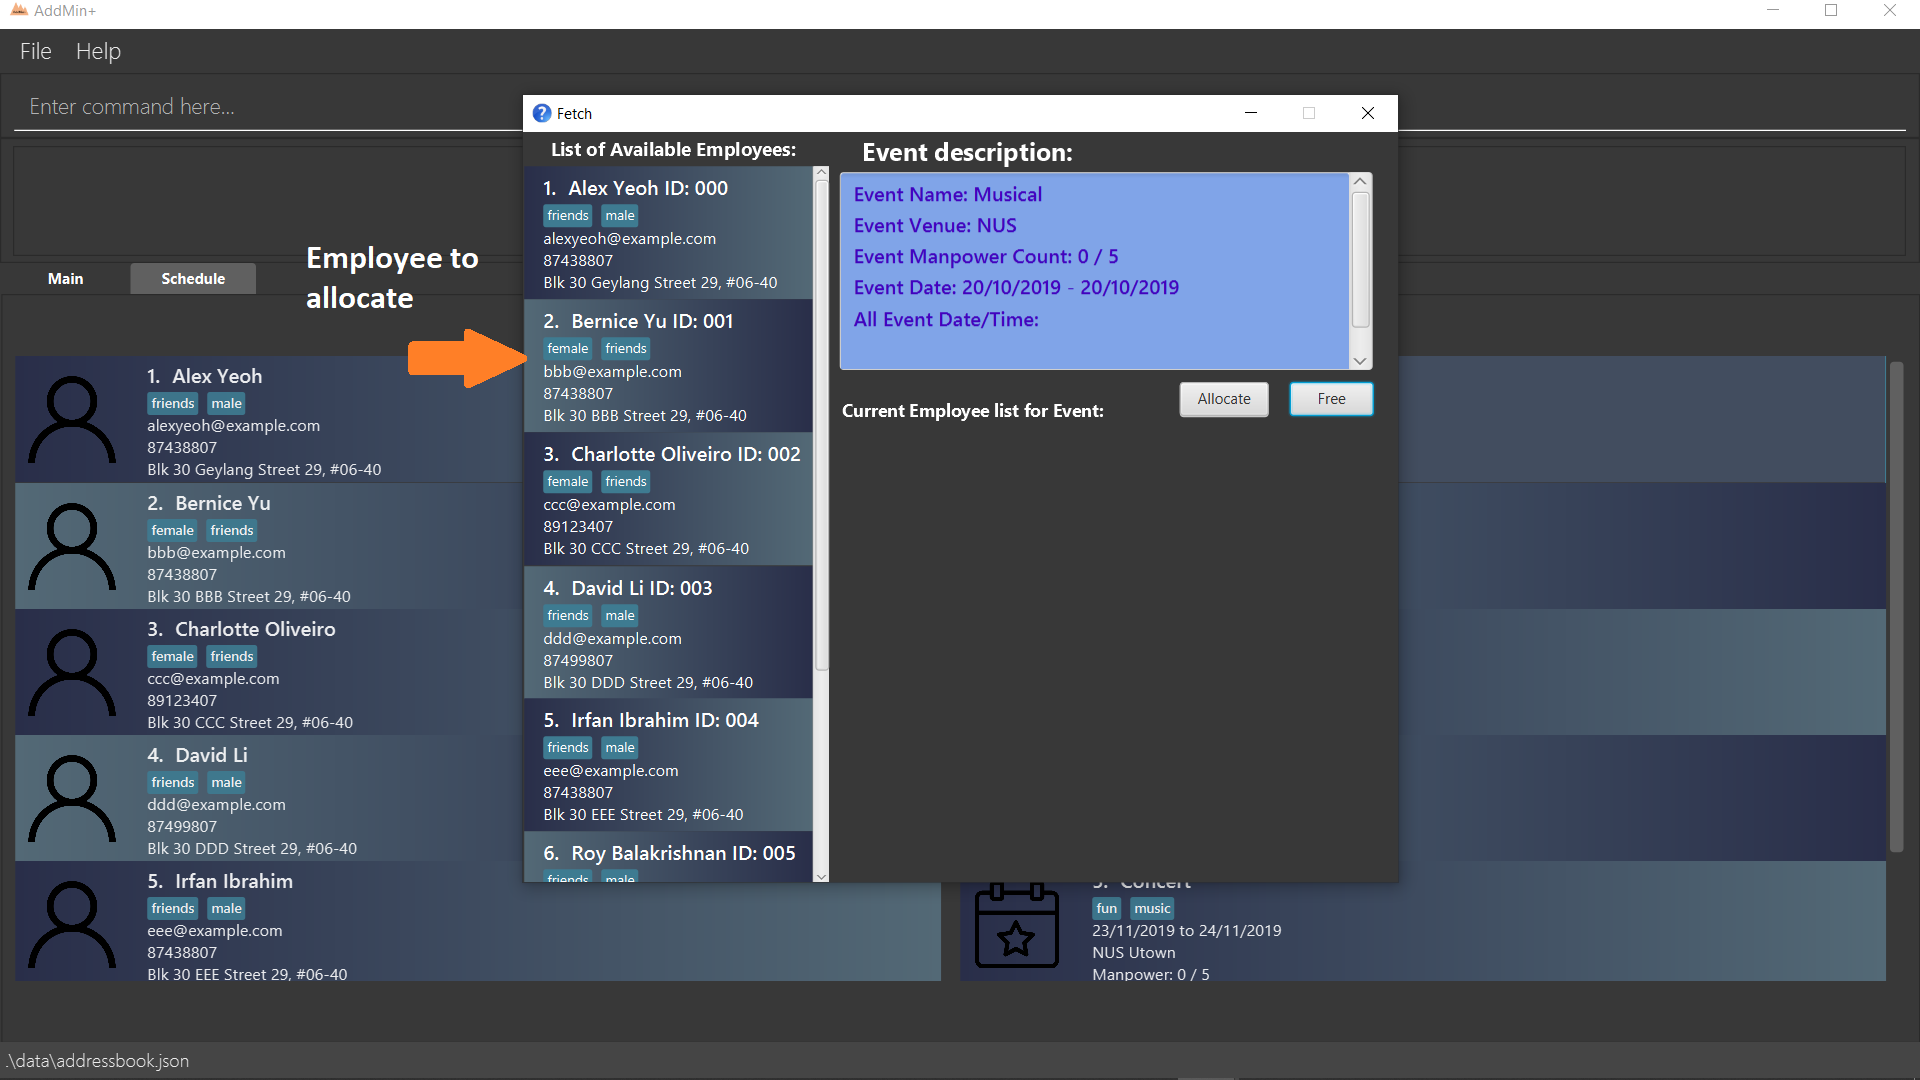 AddMin+
File Help
Enter command here...
Main
Schedule
Employee to
allocate
1. Alex Yeoh
friends male
alexyeoh@example.com
87438807
Blk 30 Geylang Street 29, #06-40
2. Bernice Yu
female friends
bbb@example.com
87438807
Blk 30 BBB Street 29, #06-40
3. Charlotte Oliveiro
female friends
ccc@example.com
89123407
Blk 30 CCC Street 29, #06-40
4. David Li
friends male
ddd@example.com
87499807
Blk 30 DDD Street 29, #06-40
5. Irfan Ibrahim
friends male
eee@example.com
87438807
Blk 30 EEE Street 29, #06-40
Fetch
List of Available Employees:
1. Alex Yeoh ID: 000
friends male
alexyeoh@example.com
87438807
Blk 30 Geylang Street 29, #06-40
2. Bernice Yu ID: 001
female friends
bbb@example.com
87438807
Blk 30 BBB Street 29, #06-40
3. Charlotte Oliveiro ID: 002
female friends
ccc@example.com
89123407
Blk 30 CCC Street 29, #06-40
4. David Li ID: 003
friends male
ddd@example.com
87499807
Blk 30 DDD Street 29, #06-40
5. Irfan Ibrahim ID: 004
friends male
eee@example.com
87438807
Blk 30 EEE Street 29, #06-40
6. Roy Balakrishnan ID: 005
friends male
Event description:
Event Name: Musical
Event Venue: NUS
Event Manpower Count: 0 / 5
Event Date: 20/10/2019 - 20/10/2019
All Event Date/Time:
Allocate
Free
Current Employee list for Event:
Concert
fun music
23/11/2019 to 24/11/2019
NUS Utown
Manpower: 0 / 5
.\data\addressbook.json